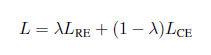 L = λL_RE + (1 − λ)L_CE